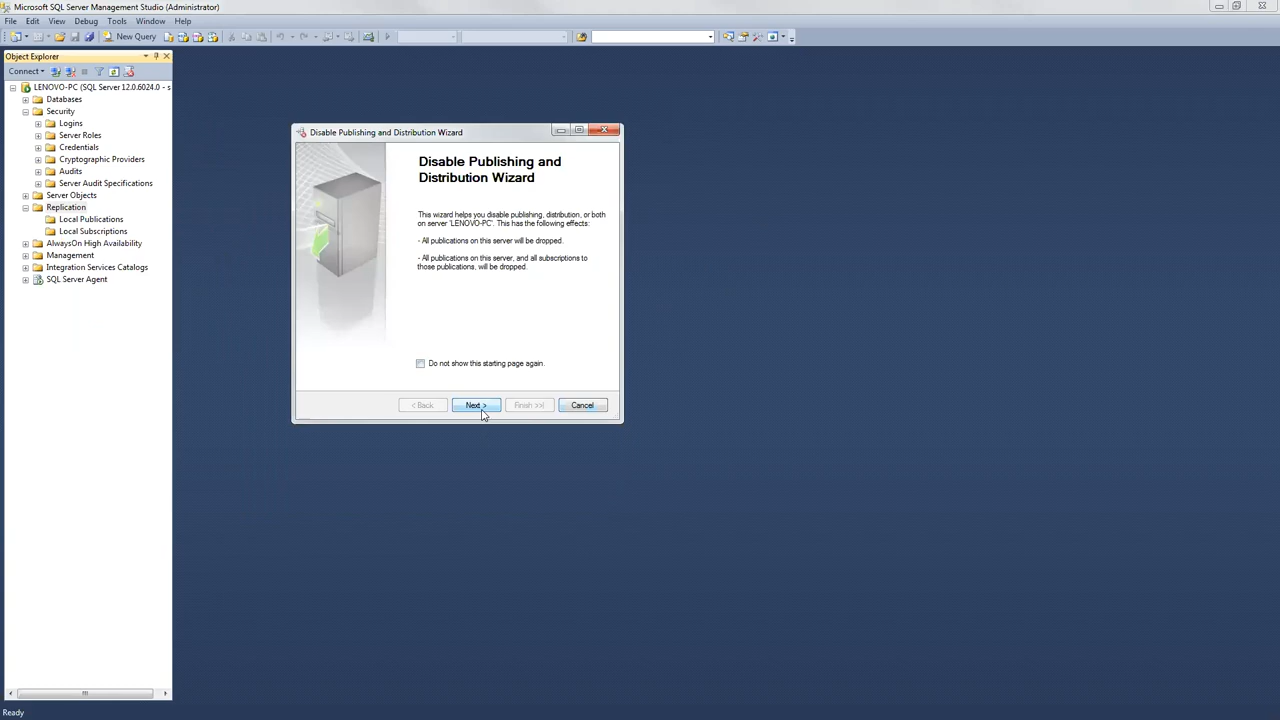 Microsoft SQL Server Management Studio (Administrator)
File Edit View Debug Tools Window Help
New Query
Object Explorer
Connect
LENOVO-PC (SQL Server 12.0.6024.0 - s
Databases
Security
Logins
Server Roles
Credentials
Cryptographic Providers
Audits
Server Audit Specifications
Server Objects
Replication
Local Publications
Local Subscriptions
AlwaysOn High Availability
Management
Integration Services Catalogs
SQL Server Agent
Disable Publishing and Distribution Wizard
Disable Publishing and
Distribution Wizard
This wizard helps you disable publishing, distribution, or both
on server 'LENOVO-PC'. This has the following effects:
- All publications on this server will be dropped.
- All publications on this server, and all subscriptions to
those publications, will be dropped.
Do not show this starting page again.
< Back Next > Finish >>| Cancel
Ready